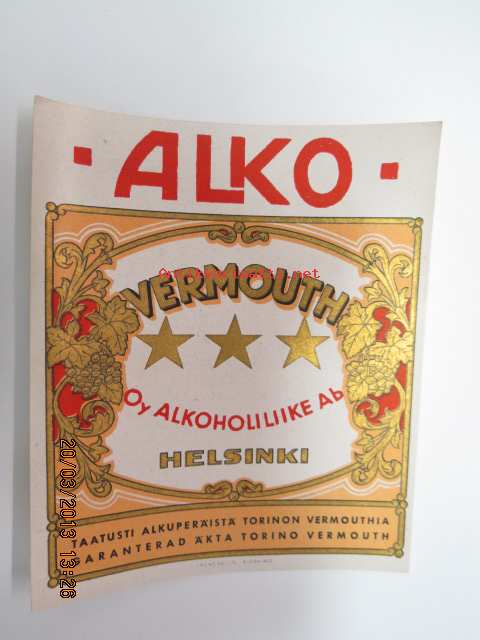 · ALKO ·
VERMOUTH
Oy ALKOHOLILIIKE Ab
HELSINKI
TAATUSTI ALKUPERÄISTÄ TORINON VERMOUTHIA
GARANTERAD ÄKTA TORINO VERMOUTH
20/03/2013 13:26